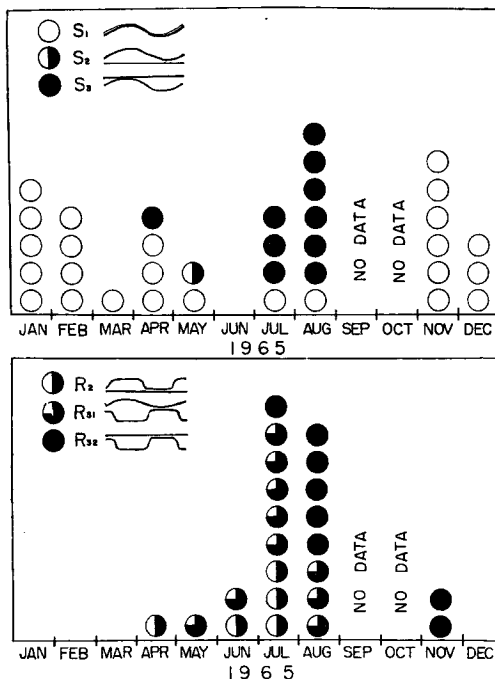 S1
S2
S3
NO DATA
NO DATA
JAN FEB MAR APR MAY JUN JUL AUG SEP OCT NOV DEC
1965
R2
R31
R32
NO DATA
NO DATA
JAN FEB MAR APR MAY JUN JUL AUG SEP OCT NOV DEC
1965